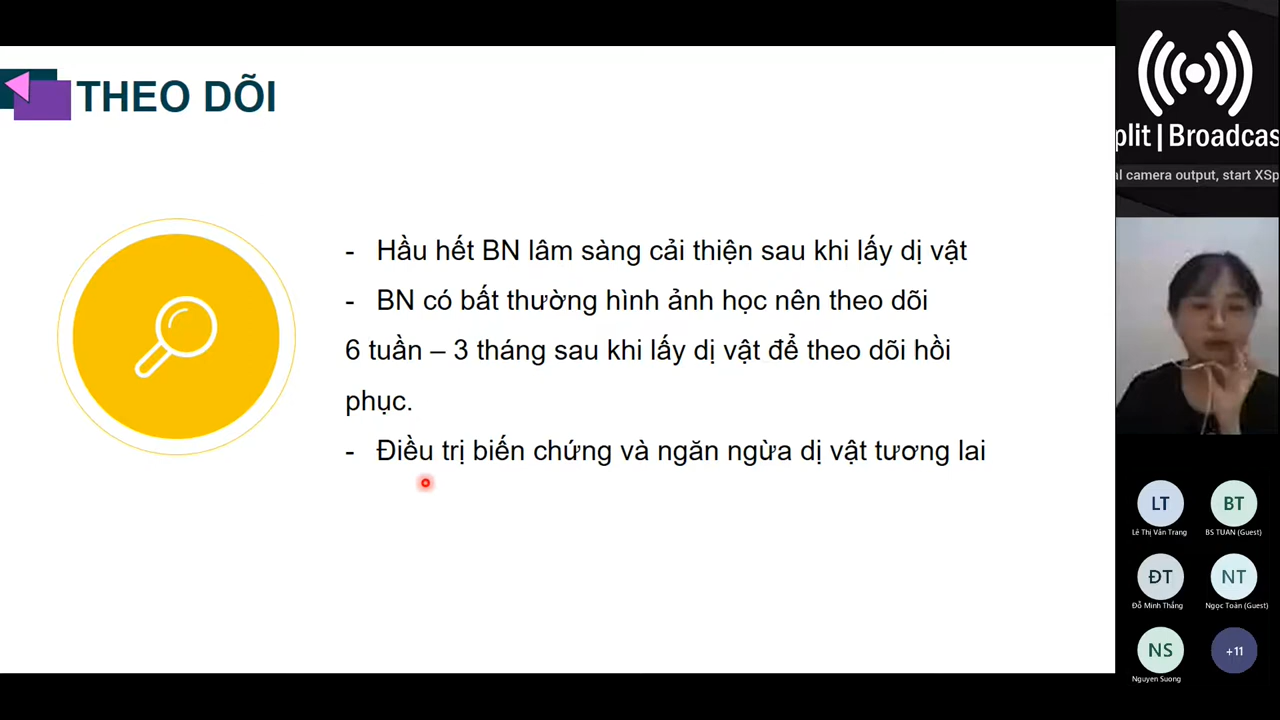 THEO DÕI
- Hầu hết BN lâm sàng cải thiện sau khi lấy dị vật
- BN có bất thường hình ảnh học nên theo dõi
6 tuần – 3 tháng sau khi lấy dị vật để theo dõi hồi
phục.
- Điều trị biến chứng và ngăn ngừa dị vật tương lai
plit | Broadcas
al camera output, start XSp
LT
BT
Lê Thị Vân Trang
BS TUAN (Guest)
ĐT
NT
Đỗ Minh Thắng
Ngọc Toàn (Guest)
NS
+11
Nguyen Suong